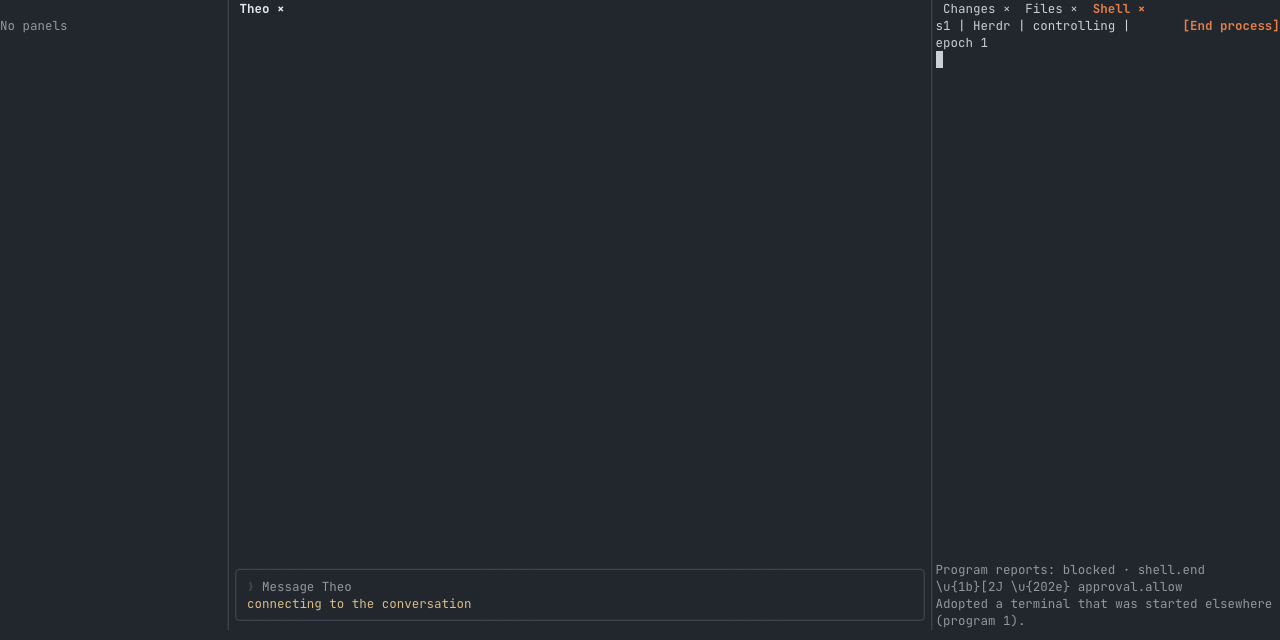 Theo ×
Changes ×  Files ×  Shell ×
No panels
s1 | Herdr | controlling |  [End process]
epoch 1
Program reports: blocked · shell.end
\u{1b}[2J \u{202e} approval.allow
Adopted a terminal that was started elsewhere
(program 1).
⟩ Message Theo
connecting to the conversation